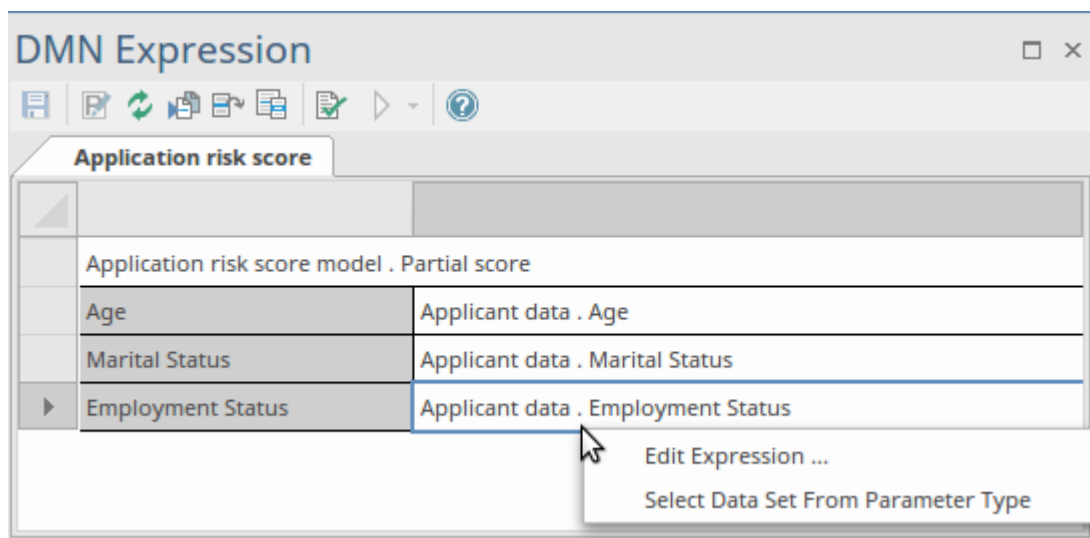 DMN Expression
Application risk score
Application risk score model . Partial score
Age Applicant data . Age
Marital Status Applicant data . Marital Status
Employment Status Applicant data . Employment Status
Edit Expression ...
Select Data Set From Parameter Type